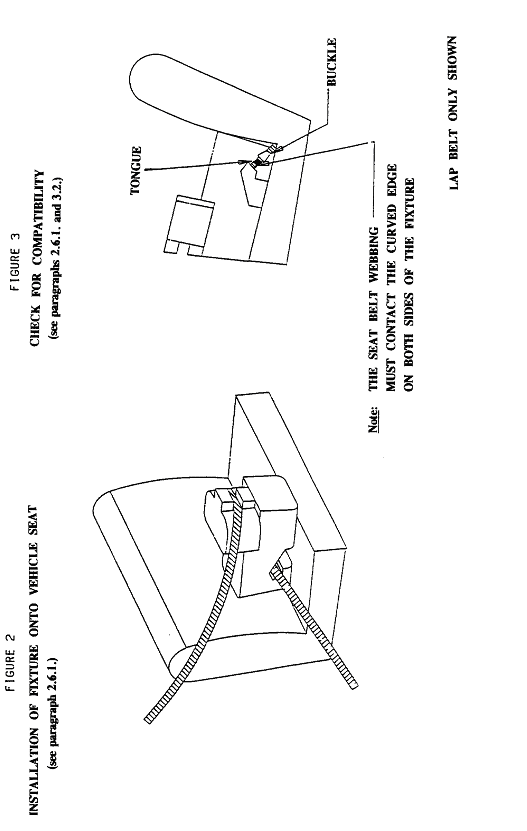 FIGURE 2
INSTALLATION OF FIXTURE ONTO VEHICLE SEAT
(see paragraph 2.6.1.)
FIGURE 3
CHECK FOR COMPATIBILITY
(see paragraphs 2.6.1. and 3.2.)
TONGUE
BUCKLE
Note: THE SEAT BELT WEBBING
MUST CONTACT THE CURVED EDGE
ON BOTH SIDES OF THE FIXTURE
LAP BELT ONLY SHOWN